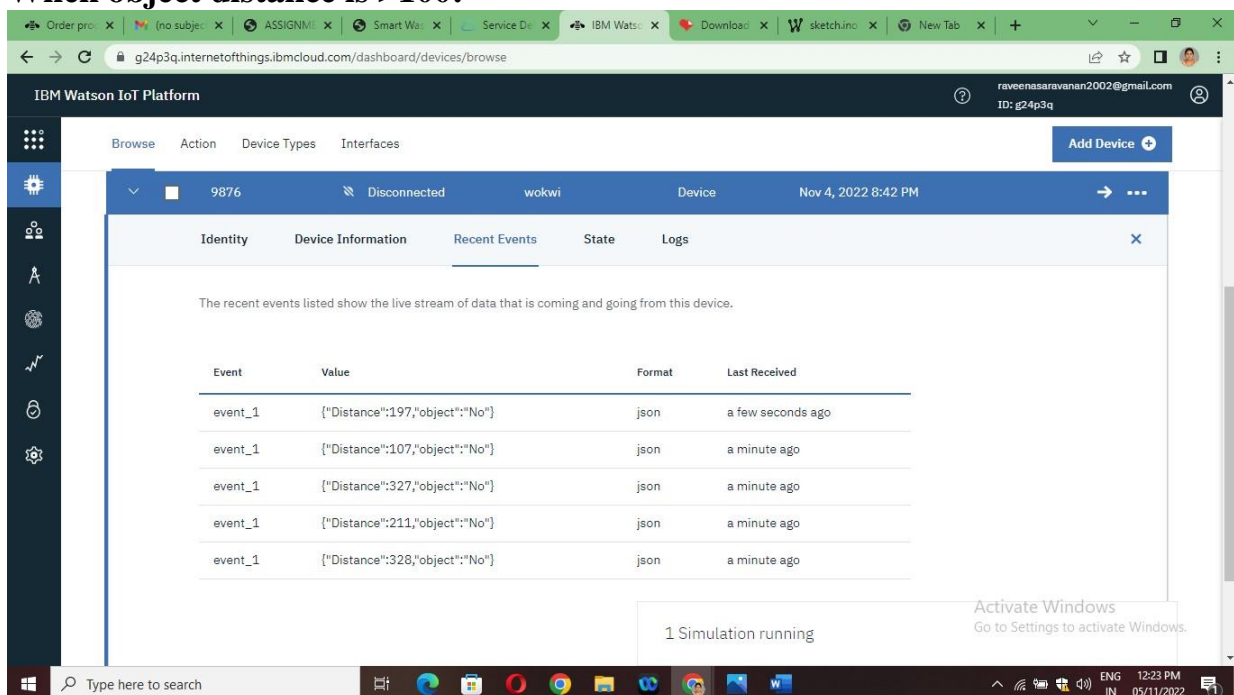 When object distance is > 100:
Order proc (no subjec ASSIGNME Smart Was Service De IBM Watso Download sketch.ino New Tab
g24p3q.internetofthings.ibmcloud.com/dashboard/devices/browse
IBM Watson IoT Platform
raveenasaravanan2002@gmail.com
ID: g24p3q
Browse Action Device Types Interfaces Add Device
9876 Disconnected wokwi Device Nov 4, 2022 8:42 PM
Identity Device Information Recent Events State Logs
The recent events listed show the live stream of data that is coming and going from this device.
Event Value Format Last Received
event_1 {"Distance":197,"object":"No"} json a few seconds ago
event_1 {"Distance":107,"object":"No"} json a minute ago
event_1 {"Distance":327,"object":"No"} json a minute ago
event_1 {"Distance":211,"object":"No"} json a minute ago
event_1 {"Distance":328,"object":"No"} json a minute ago
1 Simulation running
Activate Windows
Go to Settings to activate Windows.
Type here to search
ENG 12:23 PM
IN 05/11/2022